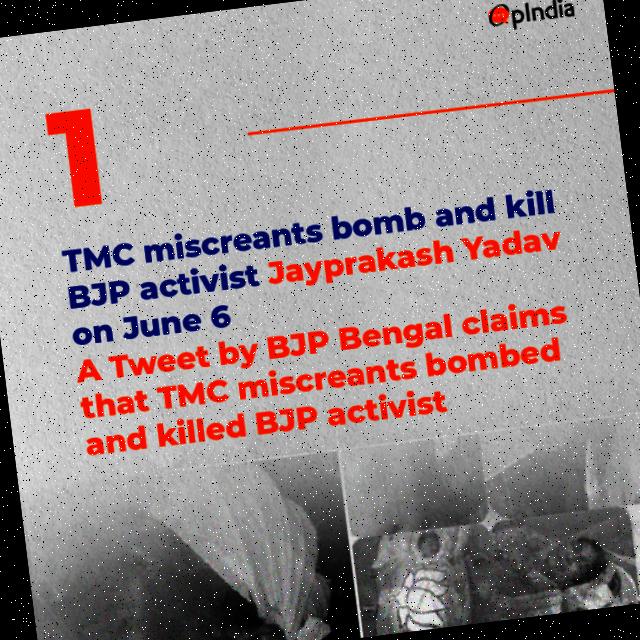 OpIndia
1
TMC miscreants bomb and kill
BJP activist Jayprakash Yadav
on June 6
A Tweet by BJP Bengal claims
that TMC miscreants bombed
and killed BJP activist